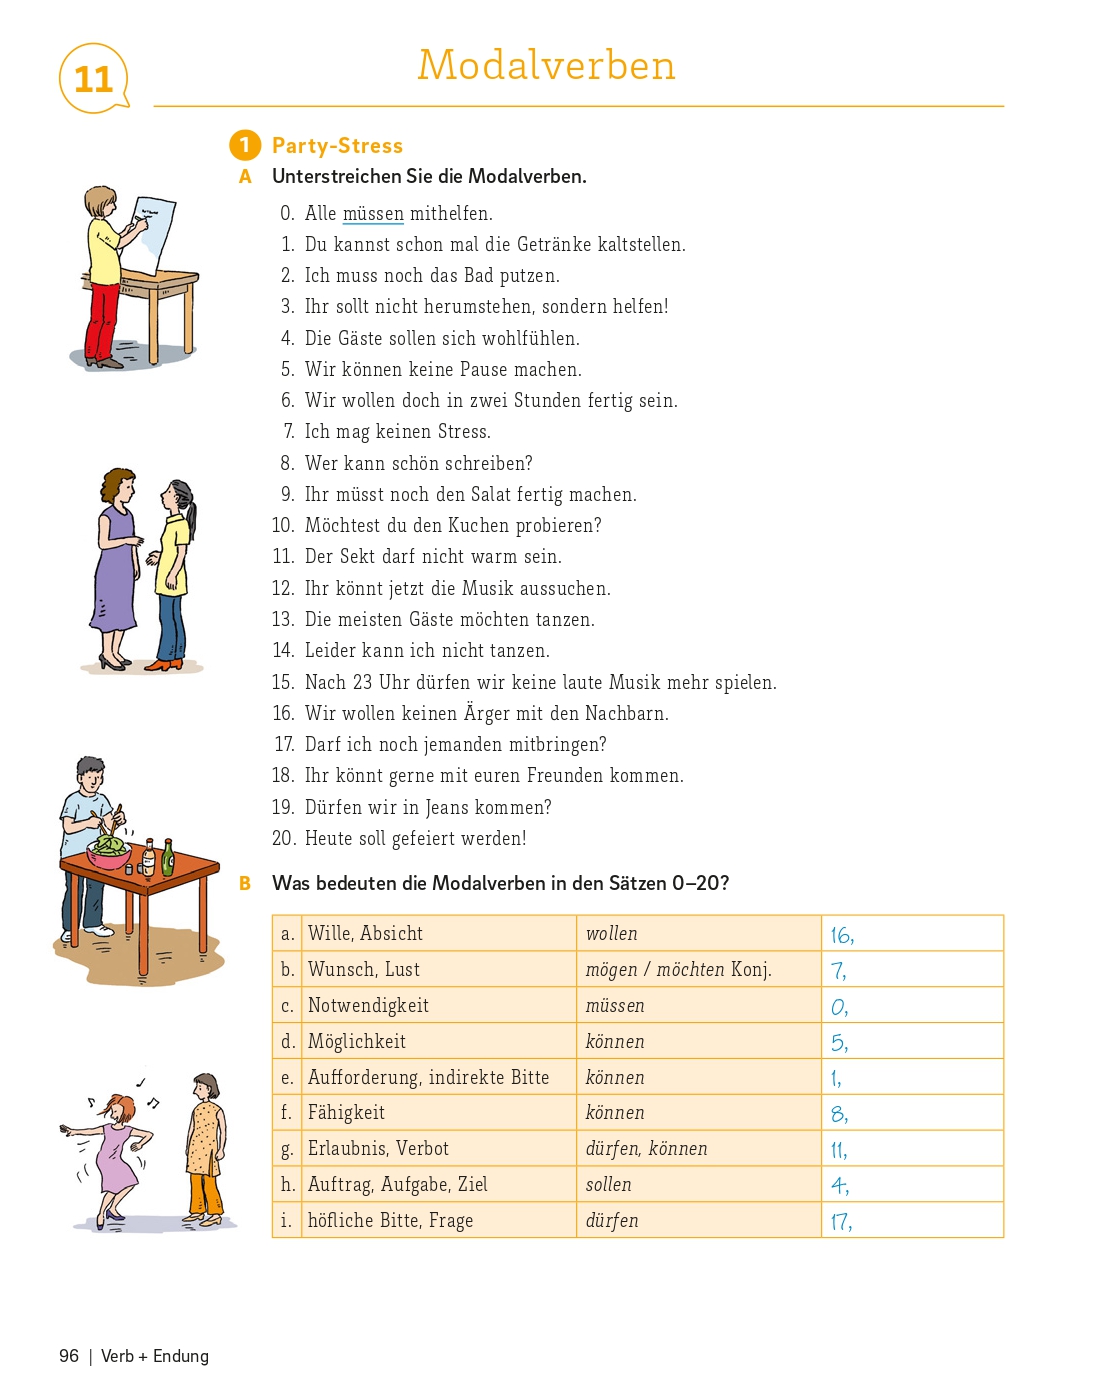 11
Modalverben
1 Party-Stress
A Unterstreichen Sie die Modalverben.
0. Alle müssen mithelfen.
1. Du kannst schon mal die Getränke kaltstellen.
2. Ich muss noch das Bad putzen.
3. Ihr sollt nicht herumstehen, sondern helfen!
4. Die Gäste sollen sich wohlfühlen.
5. Wir können keine Pause machen.
6. Wir wollen doch in zwei Stunden fertig sein.
7. Ich mag keinen Stress.
8. Wer kann schön schreiben?
9. Ihr müsst noch den Salat fertig machen.
10. Möchtest du den Kuchen probieren?
11. Der Sekt darf nicht warm sein.
12. Ihr könnt jetzt die Musik aussuchen.
13. Die meisten Gäste möchten tanzen.
14. Leider kann ich nicht tanzen.
15. Nach 23 Uhr dürfen wir keine laute Musik mehr spielen.
16. Wir wollen keinen Ärger mit den Nachbarn.
17. Darf ich noch jemanden mitbringen?
18. Ihr könnt gerne mit euren Freunden kommen.
19. Dürfen wir in Jeans kommen?
20. Heute soll gefeiert werden!
B Was bedeuten die Modalverben in den Sätzen 0–20?
a. Wille, Absicht wollen 16,
b. Wunsch, Lust mögen / möchten Konj. 7,
c. Notwendigkeit müssen 0,
d. Möglichkeit können 5,
e. Aufforderung, indirekte Bitte können 1,
f. Fähigkeit können 8,
g. Erlaubnis, Verbot dürfen, können 11,
h. Auftrag, Aufgabe, Ziel sollen 4,
i. höfliche Bitte, Frage dürfen 17,
96 | Verb + Endung